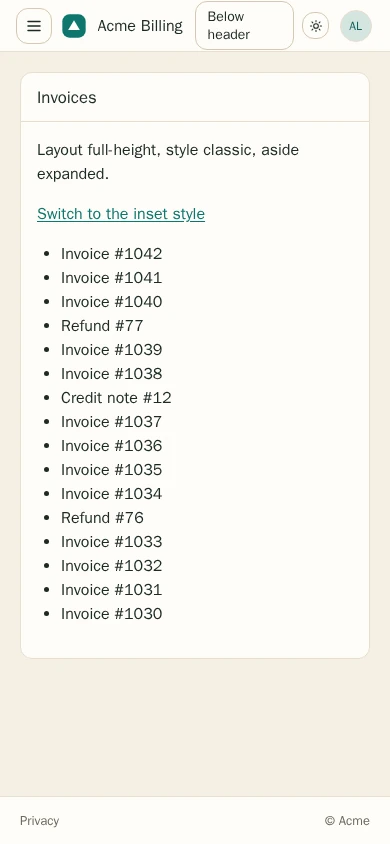 Acme Billing
Below
header
AL
Invoices
Layout full-height, style classic, aside
expanded.
Switch to the inset style
Invoice #1042
Invoice #1041
Invoice #1040
Refund #77
Invoice #1039
Invoice #1038
Credit note #12
Invoice #1037
Invoice #1036
Invoice #1035
Invoice #1034
Refund #76
Invoice #1033
Invoice #1032
Invoice #1031
Invoice #1030
Privacy
© Acme